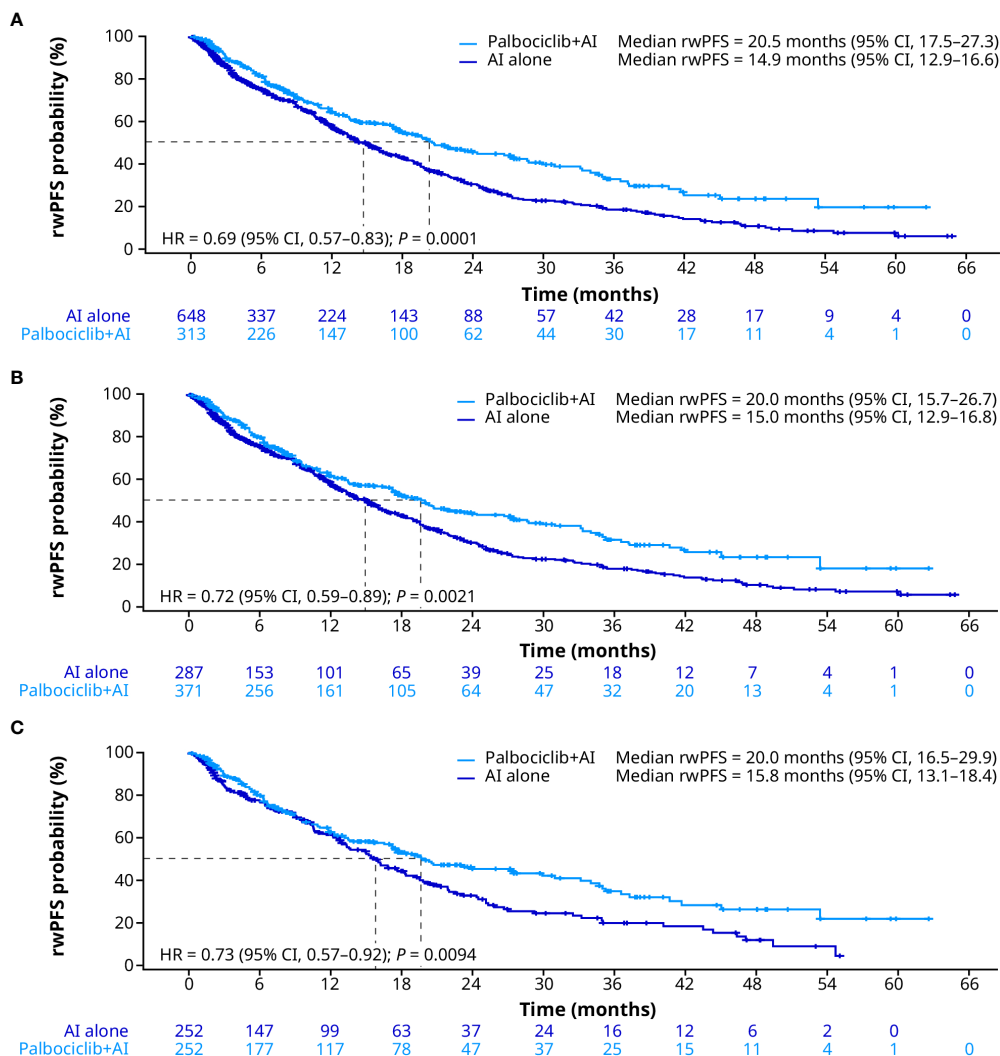 A
rwPFS probability (%)
100
80
60
40
20
0
Palbociclib+AI Median rwPFS = 20.5 months (95% CI, 17.5–27.3)
AI alone Median rwPFS = 14.9 months (95% CI, 12.9–16.6)
HR = 0.69 (95% CI, 0.57–0.83); P = 0.0001
0 6 12 18 24 30 36 42 48 54 60 66
Time (months)
AI alone 648 337 224 143 88 57 42 28 17 9 4 0
Palbociclib+AI 313 226 147 100 62 44 30 17 11 4 1 0
B
rwPFS probability (%)
100
80
60
40
20
0
Palbociclib+AI Median rwPFS = 20.0 months (95% CI, 15.7–26.7)
AI alone Median rwPFS = 15.0 months (95% CI, 12.9–16.8)
HR = 0.72 (95% CI, 0.59–0.89); P = 0.0021
0 6 12 18 24 30 36 42 48 54 60 66
Time (months)
AI alone 287 153 101 65 39 25 18 12 7 4 1 0
Palbociclib+AI 371 256 161 105 64 47 32 20 13 4 1 0
C
rwPFS probability (%)
100
80
60
40
20
0
Palbociclib+AI Median rwPFS = 20.0 months (95% CI, 16.5–29.9)
AI alone Median rwPFS = 15.8 months (95% CI, 13.1–18.4)
HR = 0.73 (95% CI, 0.57–0.92); P = 0.0094
0 6 12 18 24 30 36 42 48 54 60 66
Time (months)
AI alone 252 147 99 63 37 24 16 12 6 2 0
Palbociclib+AI 252 177 117 78 47 37 25 15 11 4 1 0